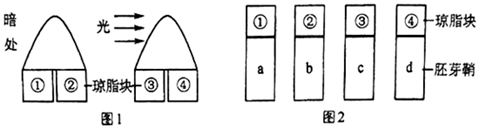 暗处
光
① ② 琼脂块 ③ ④
图1
① ② ③ ④ 琼脂块
a b c d 胚芽鞘
图2